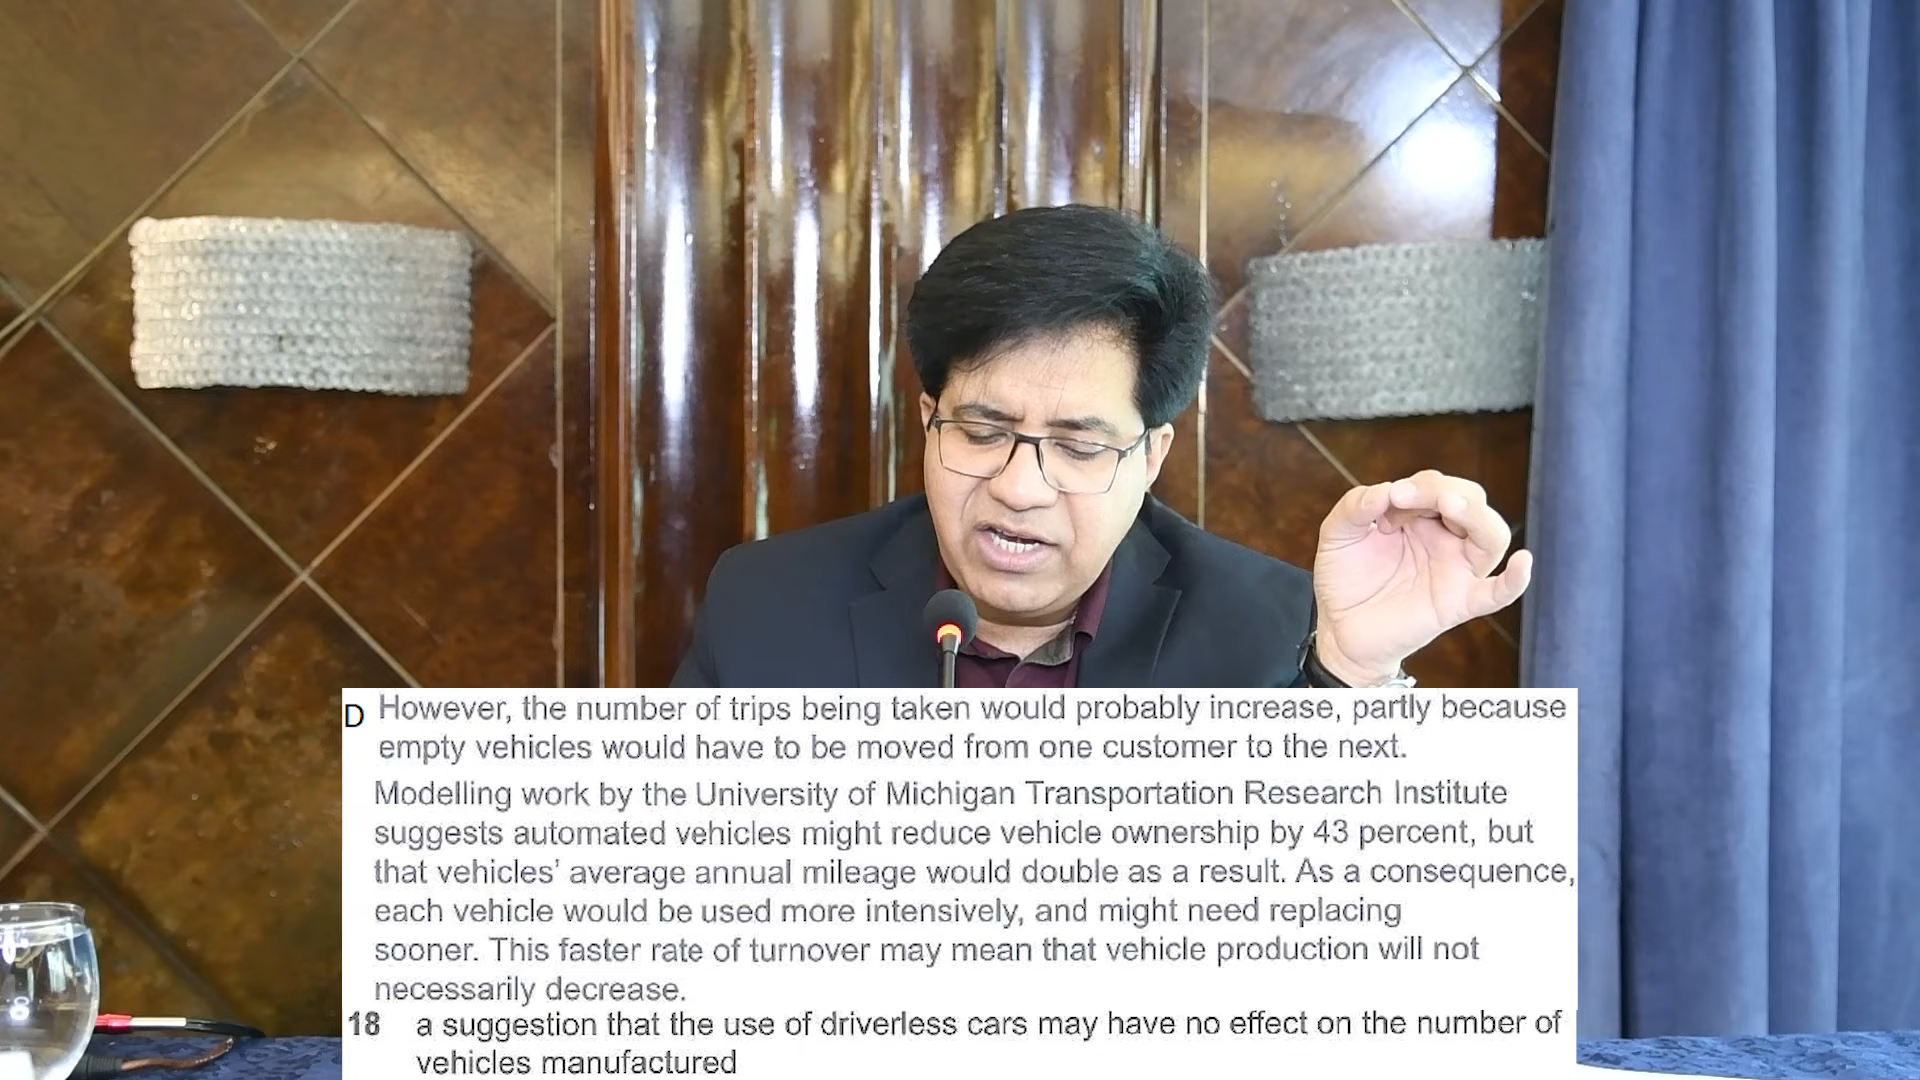 D However, the number of trips being taken would probably increase, partly because
empty vehicles would have to be moved from one customer to the next.
Modelling work by the University of Michigan Transportation Research Institute
suggests automated vehicles might reduce vehicle ownership by 43 percent, but
that vehicles' average annual mileage would double as a result. As a consequence,
each vehicle would be used more intensively, and might need replacing
sooner. This faster rate of turnover may mean that vehicle production will not
necessarily decrease.
18 a suggestion that the use of driverless cars may have no effect on the number of
vehicles manufactured